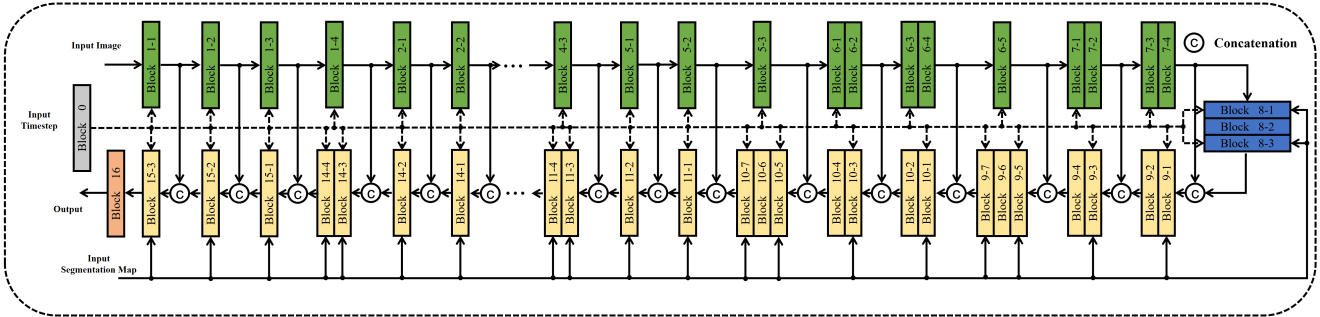 Input Image
Block 1-1
Block 1-2
Block 1-3
Block 1-4
Block 2-1
Block 2-2
...
Block 4-3
Block 5-1
Block 5-2
Block 5-3
Block 6-1
Block 6-2
Block 6-3
Block 6-4
Block 6-5
Block 7-1
Block 7-2
Block 7-3
Block 7-4
C Concatenation
Input
Timestep
Block 0
Block 8-1
Block 8-2
Block 8-3
Output
Block 16
Block 15-3
C
Block 15-2
C
Block 15-1
C
Block 14-4
Block 14-3
C
Block 14-2
C
Block 14-1
C
...
Block 11-4
Block 11-3
C
Block 11-2
C
Block 11-1
C
Block 10-7
Block 10-6
Block 10-5
C
Block 10-4
Block 10-3
C
Block 10-2
Block 10-1
C
Block 9-7
Block 9-6
Block 9-5
C
Block 9-4
Block 9-3
C
Block 9-2
Block 9-1
C
Input
Segmentation Map